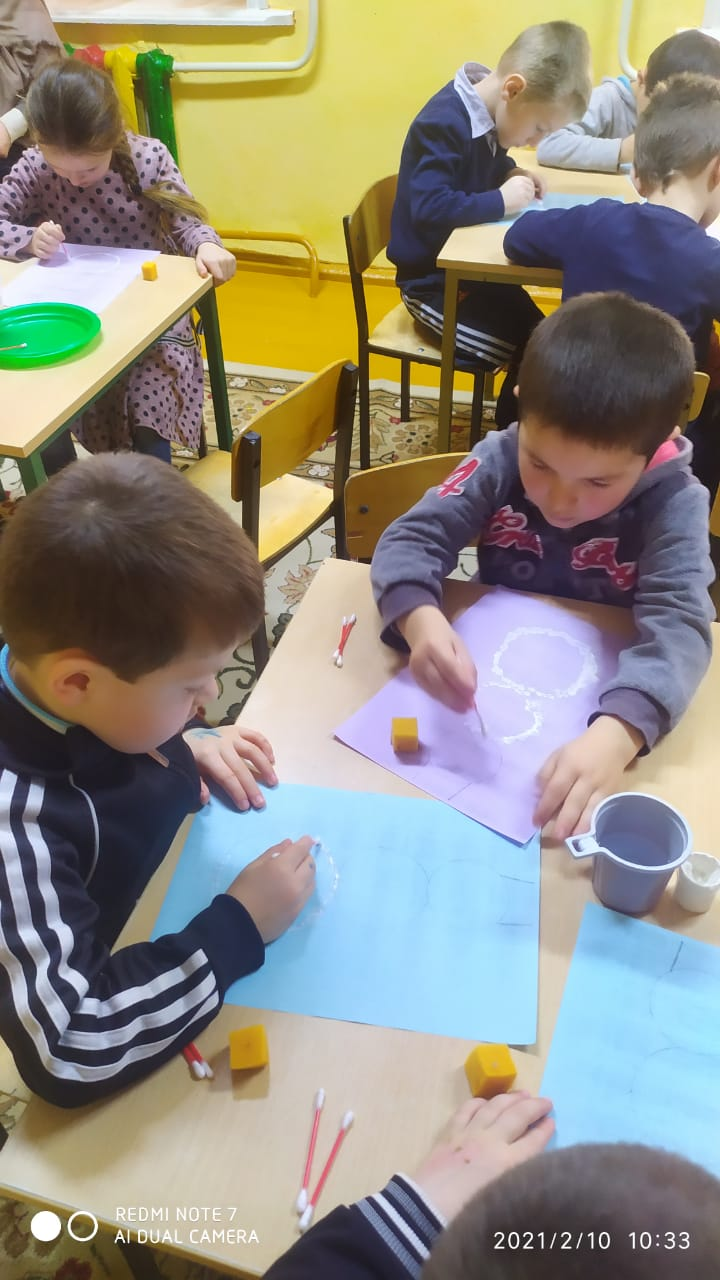 REDMI NOTE 7
AI DUAL CAMERA
2021/2/10 10:33